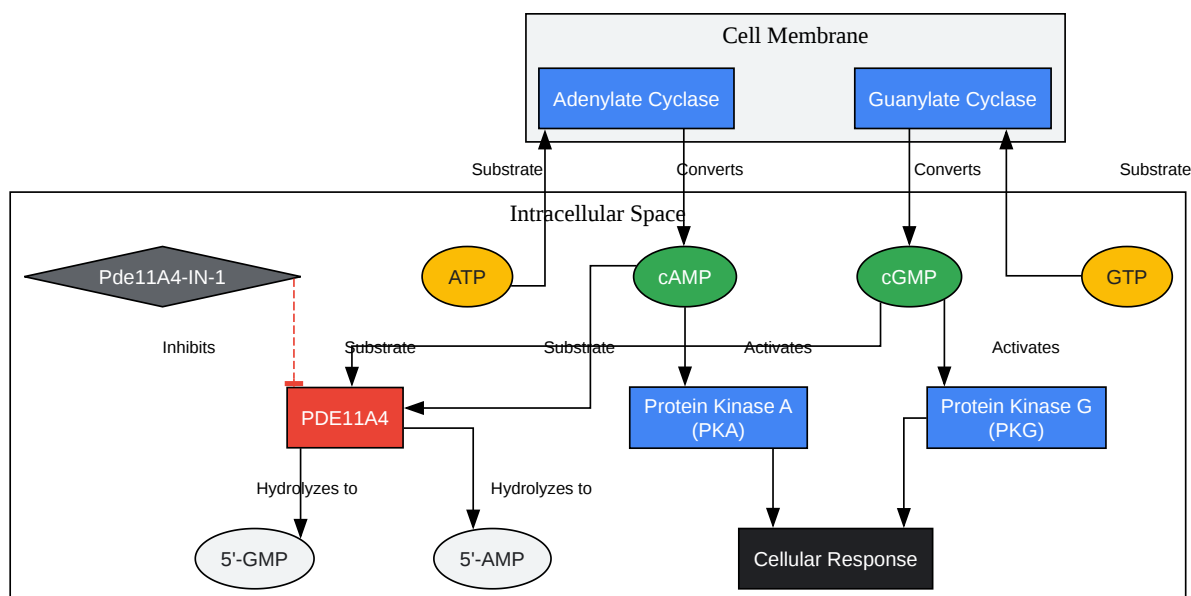 Cell Membrane
Adenylate Cyclase
Guanylate Cyclase
Substrate
Converts
Converts
Substrate
Intracellular Space
Pde11A4-IN-1
ATP
cAMP
cGMP
GTP
Inhibits
Substrate
Substrate
Activates
Activates
PDE11A4
Protein Kinase A
(PKA)
Protein Kinase G
(PKG)
Hydrolyzes to
Hydrolyzes to
5'-GMP
5'-AMP
Cellular Response